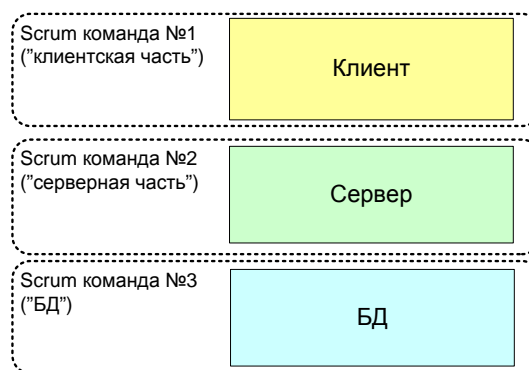 Scrum команда №1
("клиентская часть")
Клиент
Scrum команда №2
("серверная часть")
Сервер
Scrum команда №3
("БД")
БД